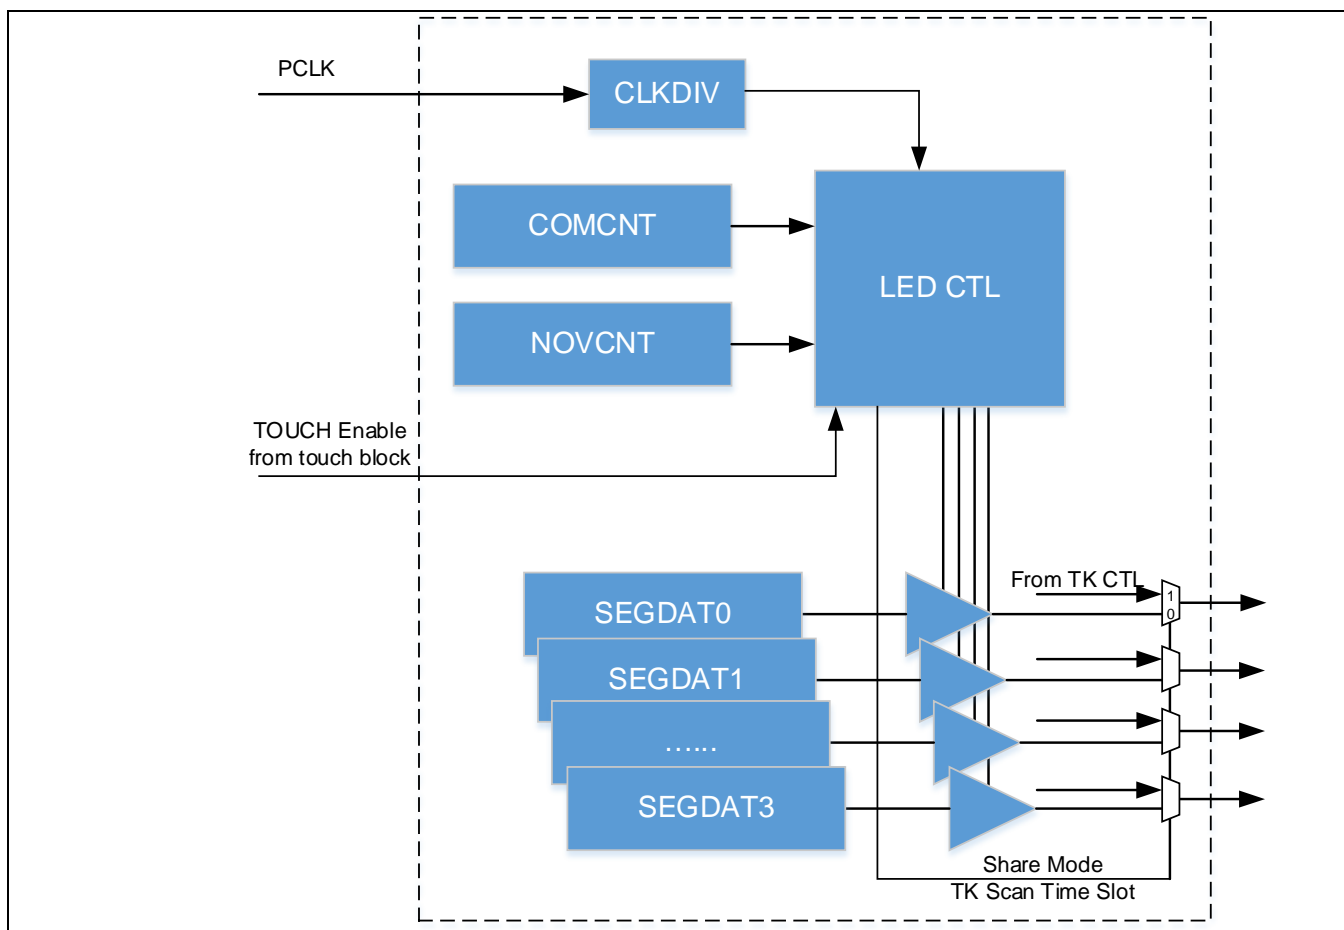 PCLK
CLKDIV
COMCNT
LED CTL
NOVCNT
TOUCH Enable
from touch block
From TK CTL
1
0
SEGDAT0
SEGDAT1
…...
SEGDAT3
Share Mode
TK Scan Time Slot